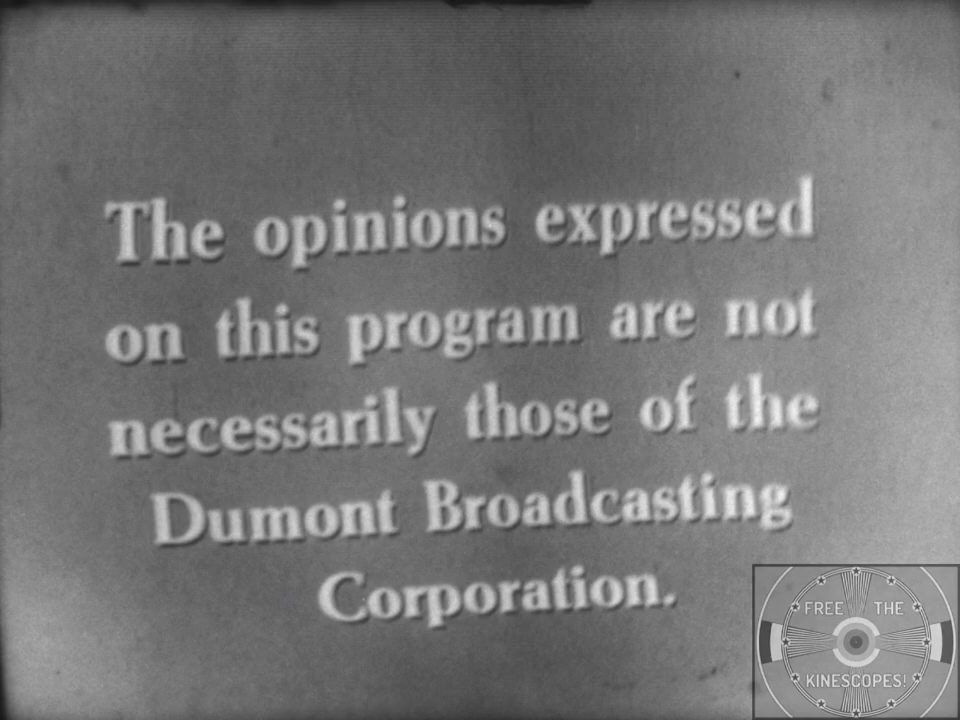 The opinions expressed
on this program are not
necessarily those of the
Dumont Broadcasting
Corporation.
FREE THE
KINESCOPES!